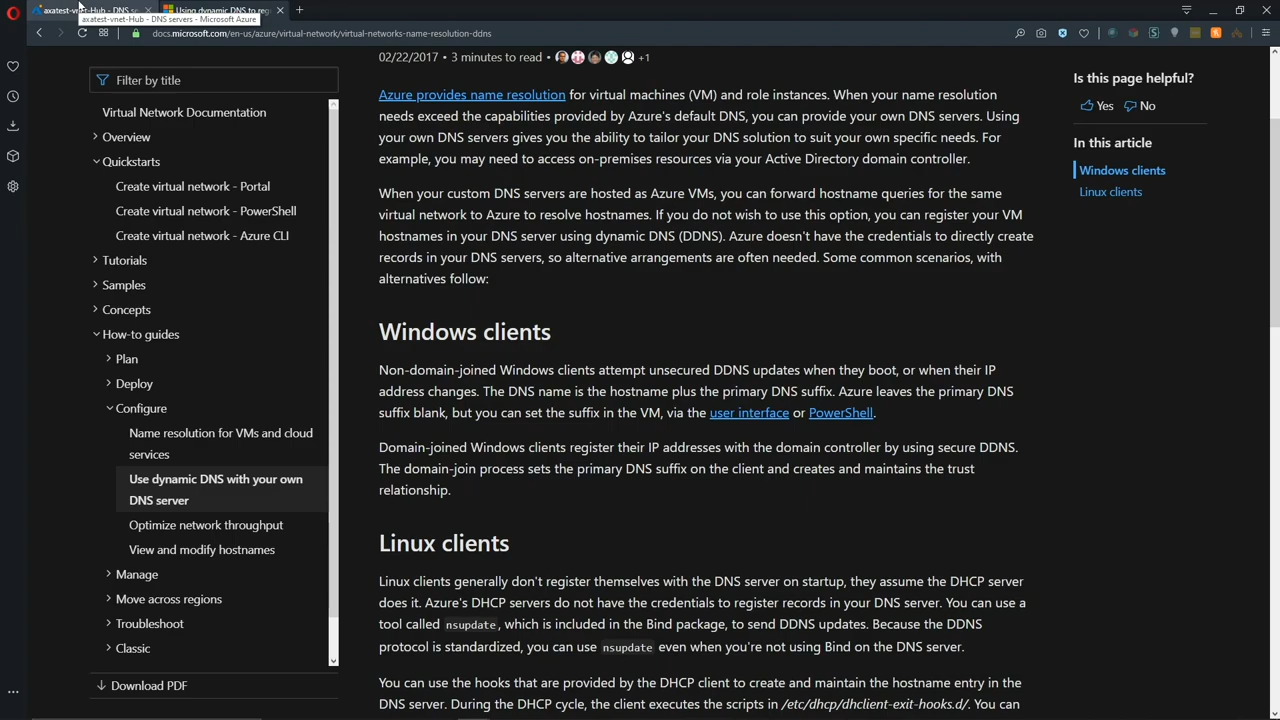 axatest-vnet-Hub - DNS se
Using dynamic DNS to reg
axatest-vnet-Hub - DNS servers - Microsoft Azure
docs.microsoft.com/en-us/azure/virtual-network/virtual-networks-name-resolution-ddns
Filter by title
Virtual Network Documentation
Overview
Quickstarts
Create virtual network - Portal
Create virtual network - PowerShell
Create virtual network - Azure CLI
Tutorials
Samples
Concepts
How-to guides
Plan
Deploy
Configure
Name resolution for VMs and cloud
services
Use dynamic DNS with your own
DNS server
Optimize network throughput
View and modify hostnames
Manage
Move across regions
Troubleshoot
Classic
Download PDF
02/22/2017 • 3 minutes to read • +1
Azure provides name resolution for virtual machines (VM) and role instances. When your name resolution
needs exceed the capabilities provided by Azure's default DNS, you can provide your own DNS servers. Using
your own DNS servers gives you the ability to tailor your DNS solution to suit your own specific needs. For
example, you may need to access on-premises resources via your Active Directory domain controller.
When your custom DNS servers are hosted as Azure VMs, you can forward hostname queries for the same
virtual network to Azure to resolve hostnames. If you do not wish to use this option, you can register your VM
hostnames in your DNS server using dynamic DNS (DDNS). Azure doesn't have the credentials to directly create
records in your DNS servers, so alternative arrangements are often needed. Some common scenarios, with
alternatives follow:
Windows clients
Non-domain-joined Windows clients attempt unsecured DDNS updates when they boot, or when their IP
address changes. The DNS name is the hostname plus the primary DNS suffix. Azure leaves the primary DNS
suffix blank, but you can set the suffix in the VM, via the user interface or PowerShell.
Domain-joined Windows clients register their IP addresses with the domain controller by using secure DDNS.
The domain-join process sets the primary DNS suffix on the client and creates and maintains the trust
relationship.
Linux clients
Linux clients generally don't register themselves with the DNS server on startup, they assume the DHCP server
does it. Azure's DHCP servers do not have the credentials to register records in your DNS server. You can use a
tool called nsupdate, which is included in the Bind package, to send DDNS updates. Because the DDNS
protocol is standardized, you can use nsupdate even when you're not using Bind on the DNS server.
You can use the hooks that are provided by the DHCP client to create and maintain the hostname entry in the
DNS server. During the DHCP cycle, the client executes the scripts in /etc/dhcp/dhclient-exit-hooks.d/. You can
Is this page helpful?
Yes No
In this article
Windows clients
Linux clients